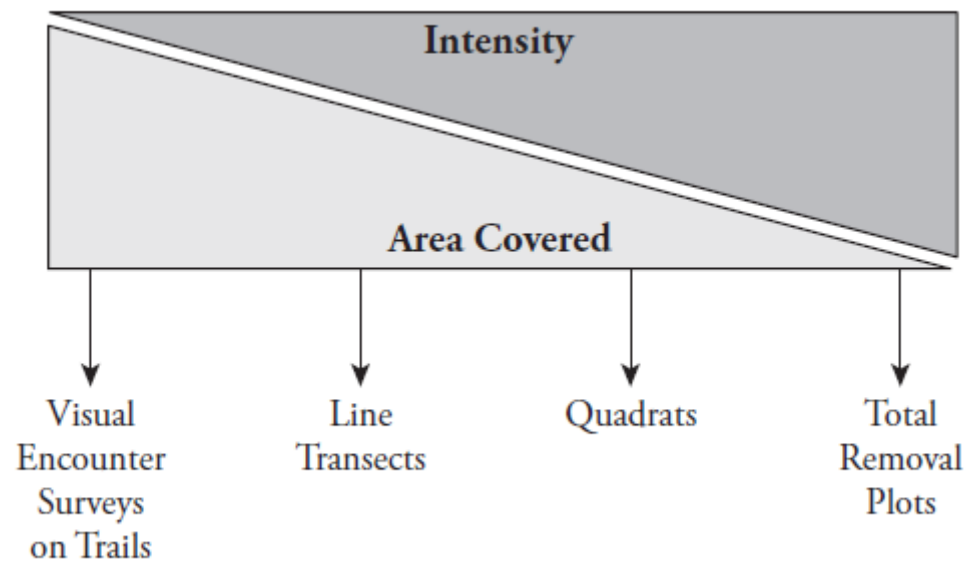 Intensity
Area Covered
Visual
Encounter
Surveys
on Trails
Line
Transects
Quadrats
Total
Removal
Plots